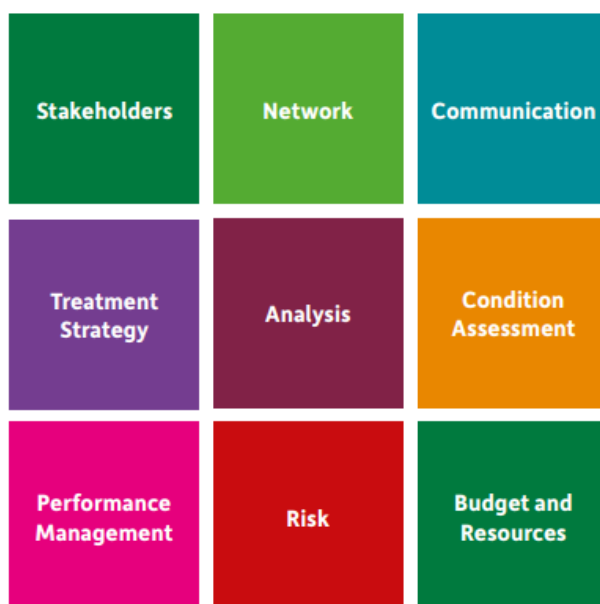 Stakeholders
Network
Communication
Treatment
Strategy
Analysis
Condition
Assessment
Performance
Management
Risk
Budget and
Resources